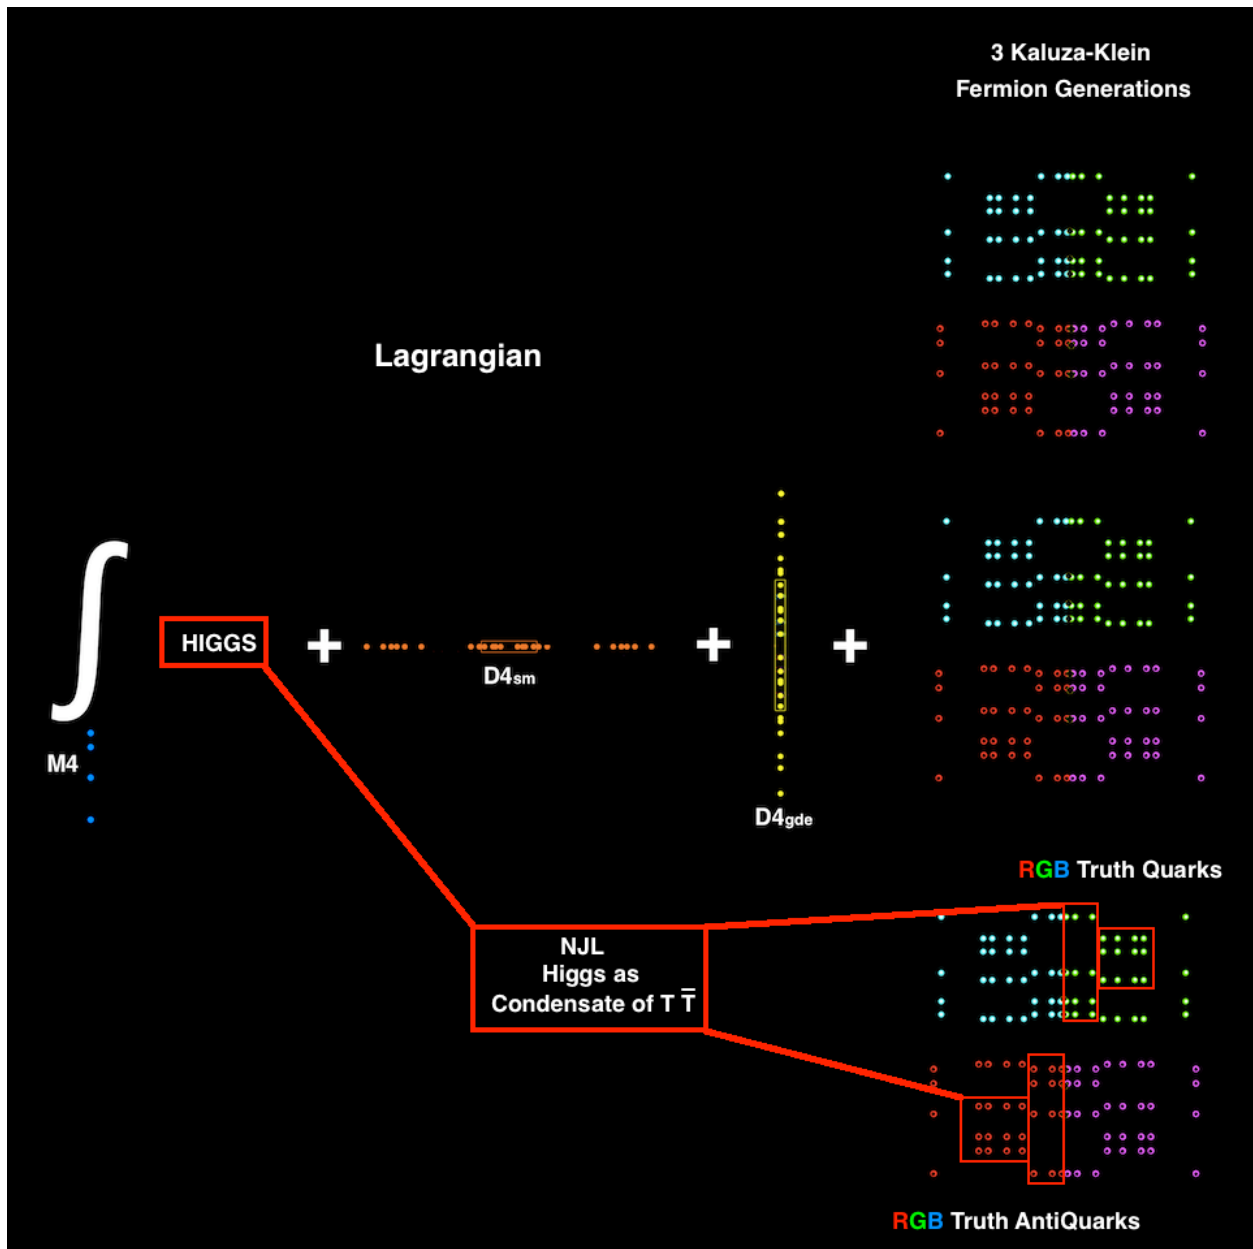 3 Kaluza-Klein
Fermion Generations
Lagrangian
∫ HIGGS + + +
D4sm
M4
D4gde
RGB Truth Quarks
NJL
Higgs as
Condensate of T T̅
RGB Truth AntiQuarks